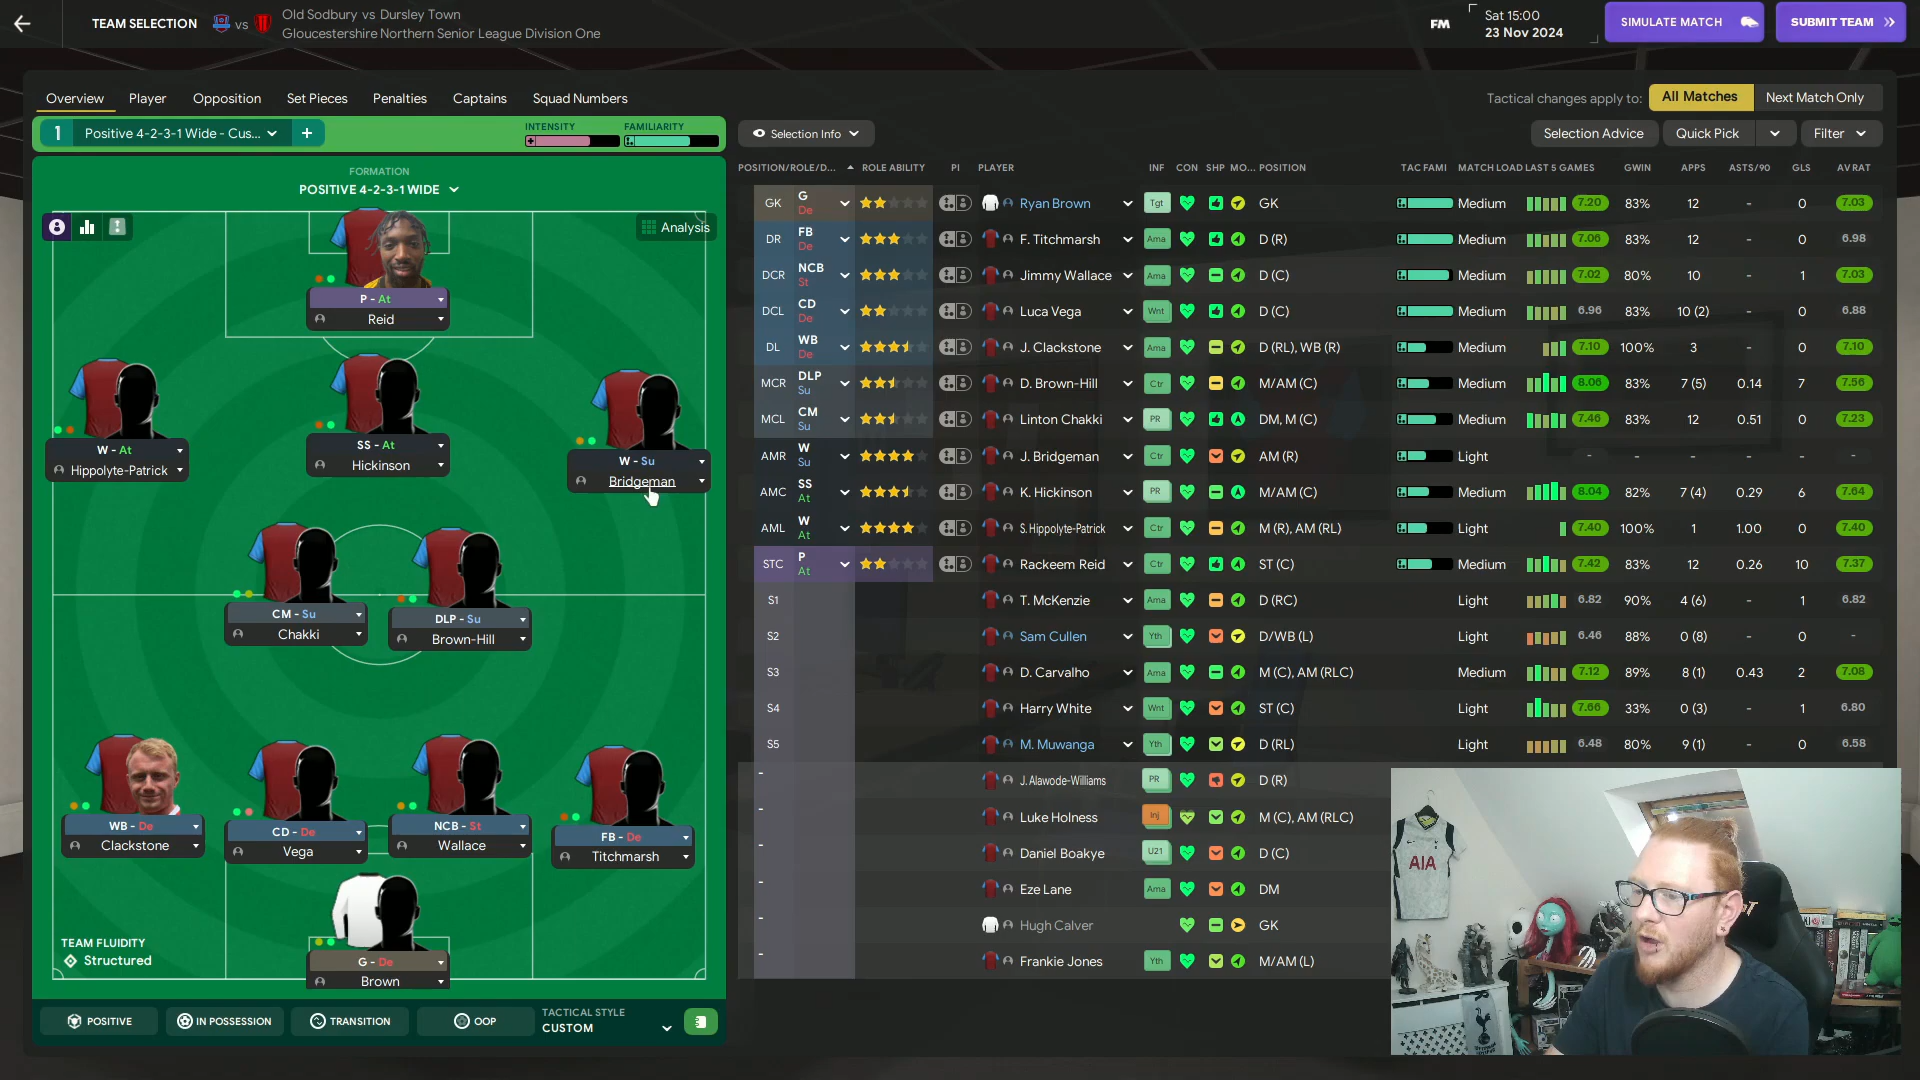 TEAM SELECTION
vs
Old Sodbury vs Dursley Town
Gloucestershire Northern Senior League Division One
FM
Sat 15:00
23 Nov 2024
SIMULATE MATCH
SUBMIT TEAM
Overview
Player
Opposition
Set Pieces
Penalties
Captains
Squad Numbers
Tactical changes apply to:
All Matches
Next Match Only
1
Positive 4-2-3-1 Wide - Cus...
+
INTENSITY
FAMILIARITY
Selection Info
Selection Advice
Quick Pick
Filter
FORMATION
POSITIVE 4-2-3-1 WIDE
Analysis
P - At
Reid
W - At
Hippolyte-Patrick
SS - At
Hickinson
W - Su
Bridgeman
CM - Su
Chakki
DLP - Su
Brown-Hill
WB - De
Clackstone
CD - De
Vega
NCB - St
Wallace
FB - De
Titchmarsh
G - De
Brown
TEAM FLUIDITY
Structured
POSITIVE
IN POSSESSION
TRANSITION
OOP
TACTICAL STYLE
CUSTOM
POSITION/ROLE/D... ROLE ABILITY PI PLAYER INF CON SHP MO... POSITION TAC FAMI MATCH LOAD LAST 5 GAMES GWIN APPS ASTS/90 GLS AV RAT
GK G De Ryan Brown Tgt GK Medium 7.20 83% 12 - 0 7.03
DR FB De F. Titchmarsh Ama D (R) Medium 7.06 83% 12 - 0 6.98
DCR NCB St Jimmy Wallace Ama D (C) Medium 7.02 80% 10 - 1 7.03
DCL CD De Luca Vega Wnt D (C) Medium 6.96 83% 10 (2) - 0 6.88
DL WB De J. Clackstone Ama D (RL), WB (R) Medium 7.10 100% 3 - 0 7.10
MCR DLP Su D. Brown-Hill Ctr M/AM (C) Medium 8.06 83% 7 (5) 0.14 7 7.56
MCL CM Su Linton Chakki PR DM, M (C) Medium 7.46 83% 12 0.51 0 7.23
AMR W Su J. Bridgeman Ctr AM (R) Light - - - - - -
AMC SS At K. Hickinson PR M/AM (C) Medium 8.04 82% 7 (4) 0.29 6 7.64
AML W At S. Hippolyte-Patrick Ctr M (R), AM (RL) Light 7.40 100% 1 1.00 0 7.40
STC P At Rackeem Reid Ctr ST (C) Medium 7.42 83% 12 0.26 10 7.37
S1 T. McKenzie Ama D (RC) Light 6.82 90% 4 (6) - 1 6.82
S2 Sam Cullen Yth D/WB (L) Light 6.46 88% 0 (8) - 0 -
S3 D. Carvalho Ama M (C), AM (RLC) Medium 7.12 89% 8 (1) 0.43 2 7.08
S4 Harry White Wnt ST (C) Light 7.66 33% 0 (3) - 1 6.80
S5 M. Muwanga Yth D (RL) Light 6.48 80% 9 (1) - 0 6.58
- J. Alawode-Williams PR D (R)
- Luke Holness Inj M (C), AM (RLC)
- Daniel Boakye U21 D (C)
- Eze Lane Ama DM
- Hugh Calver GK
- Frankie Jones Yth M/AM (L)
AIA